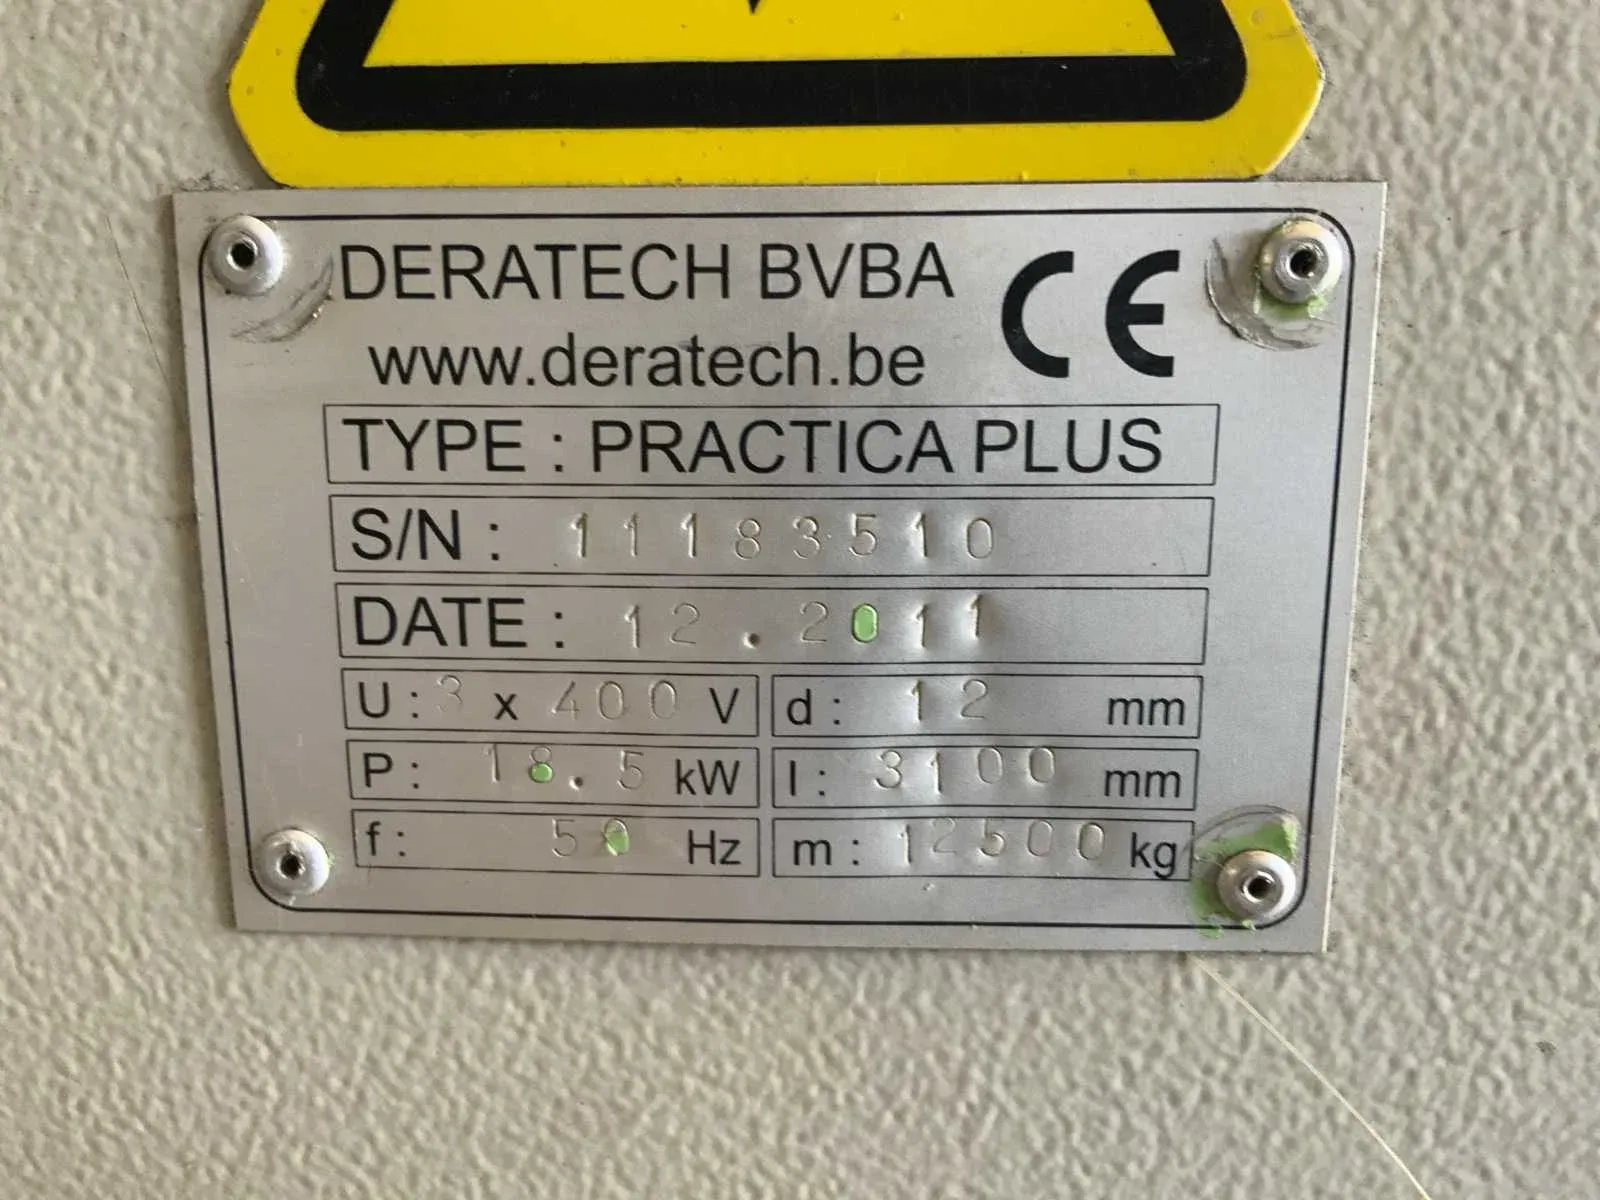 DERATECH BVBA CE
www.deratech.be
TYPE : PRACTICA PLUS
S/N : 11183510
DATE : 12.2011
U : 3 x 400 V d : 12 mm
P : 18.5 kW l : 3100 mm
f : 50 Hz m : 12500 kg